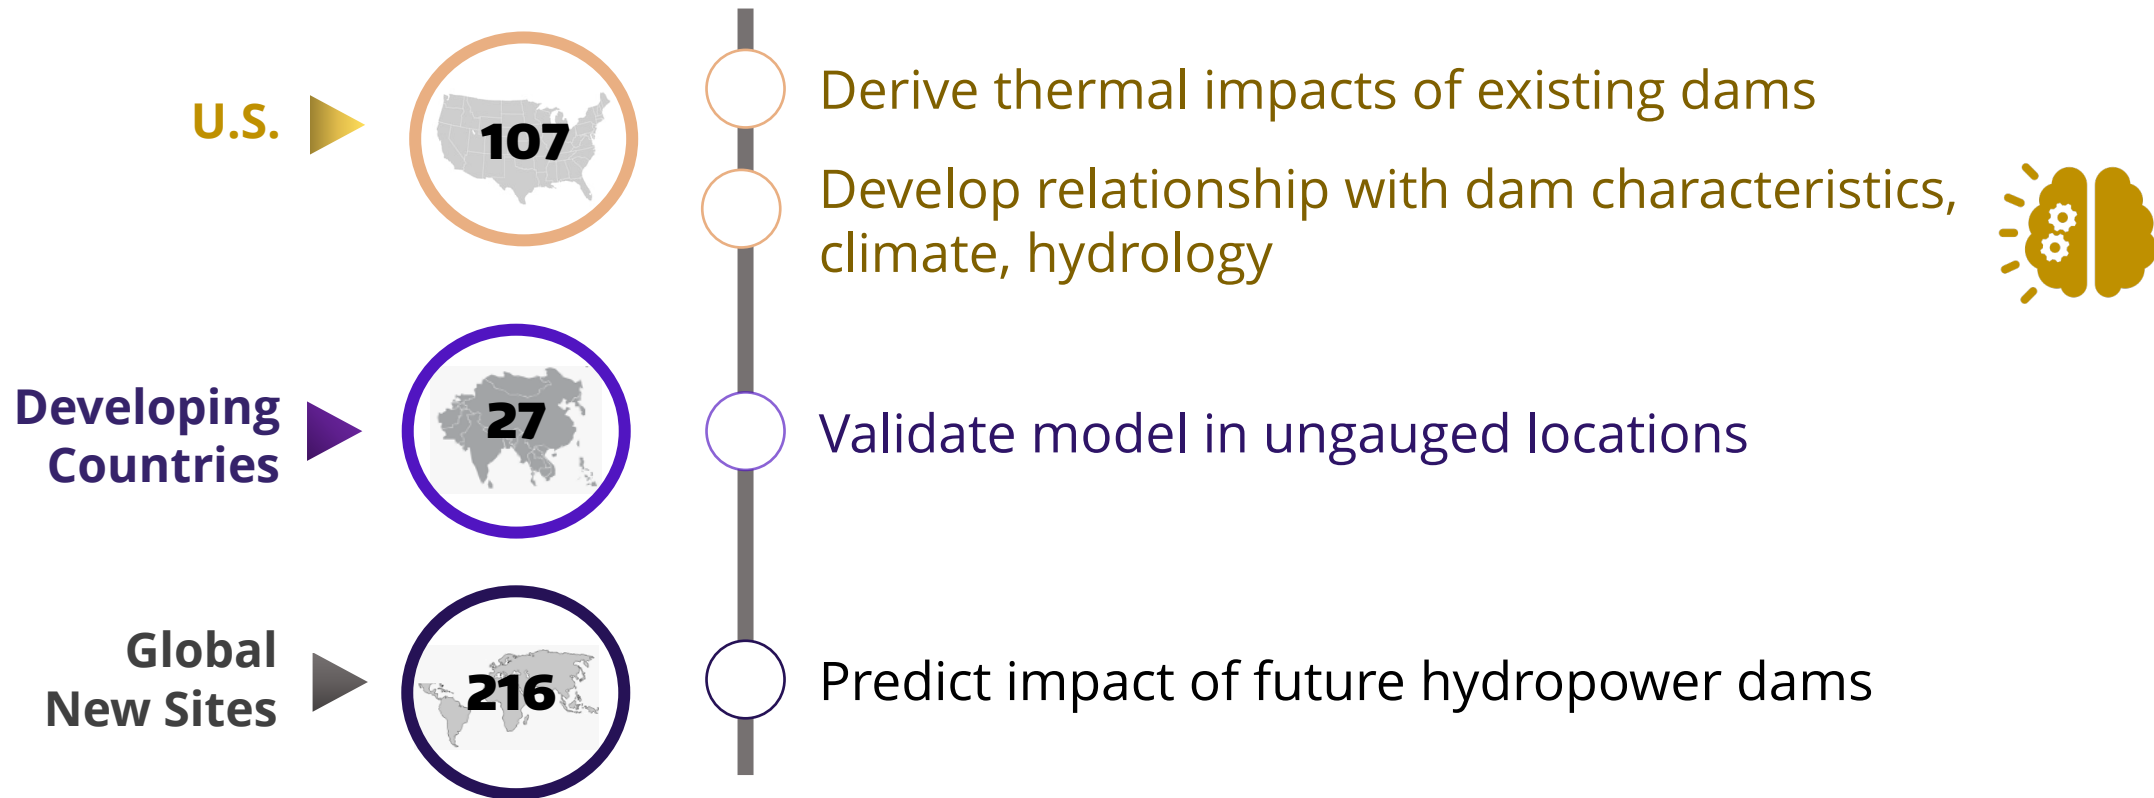 U.S.
107
Derive thermal impacts of existing dams
Develop relationship with dam characteristics,
climate, hydrology
Developing
Countries
27
Validate model in ungauged locations
Global
New Sites
216
Predict impact of future hydropower dams